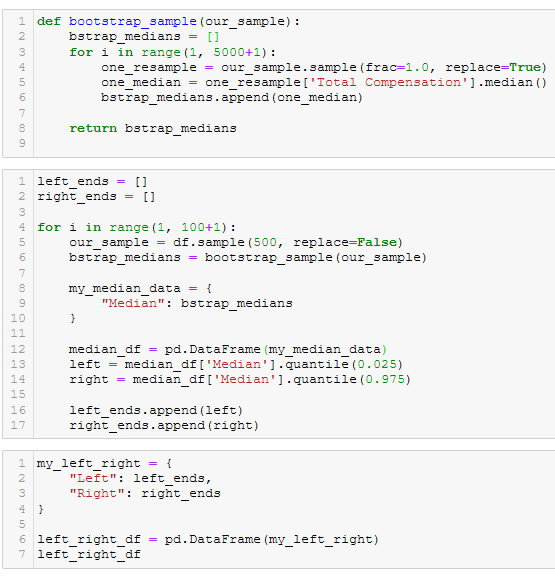 1 def bootstrap_sample(our_sample):
2     bstrap_medians = []
3     for i in range(1, 5000+1):
4         one_resample = our_sample.sample(frac=1.0, replace=True)
5         one_median = one_resample['Total Compensation'].median()
6         bstrap_medians.append(one_median)
7
8     return bstrap_medians
9
1 left_ends = []
2 right_ends = []
3
4 for i in range(1, 100+1):
5     our_sample = df.sample(500, replace=False)
6     bstrap_medians = bootstrap_sample(our_sample)
7
8     my_median_data = {
9         "Median": bstrap_medians
10     }
11
12     median_df = pd.DataFrame(my_median_data)
13     left = median_df['Median'].quantile(0.025)
14     right = median_df['Median'].quantile(0.975)
15
16     left_ends.append(left)
17     right_ends.append(right)
1 my_left_right = {
2     "Left": left_ends,
3     "Right": right_ends
4 }
5
6 left_right_df = pd.DataFrame(my_left_right)
7 left_right_df